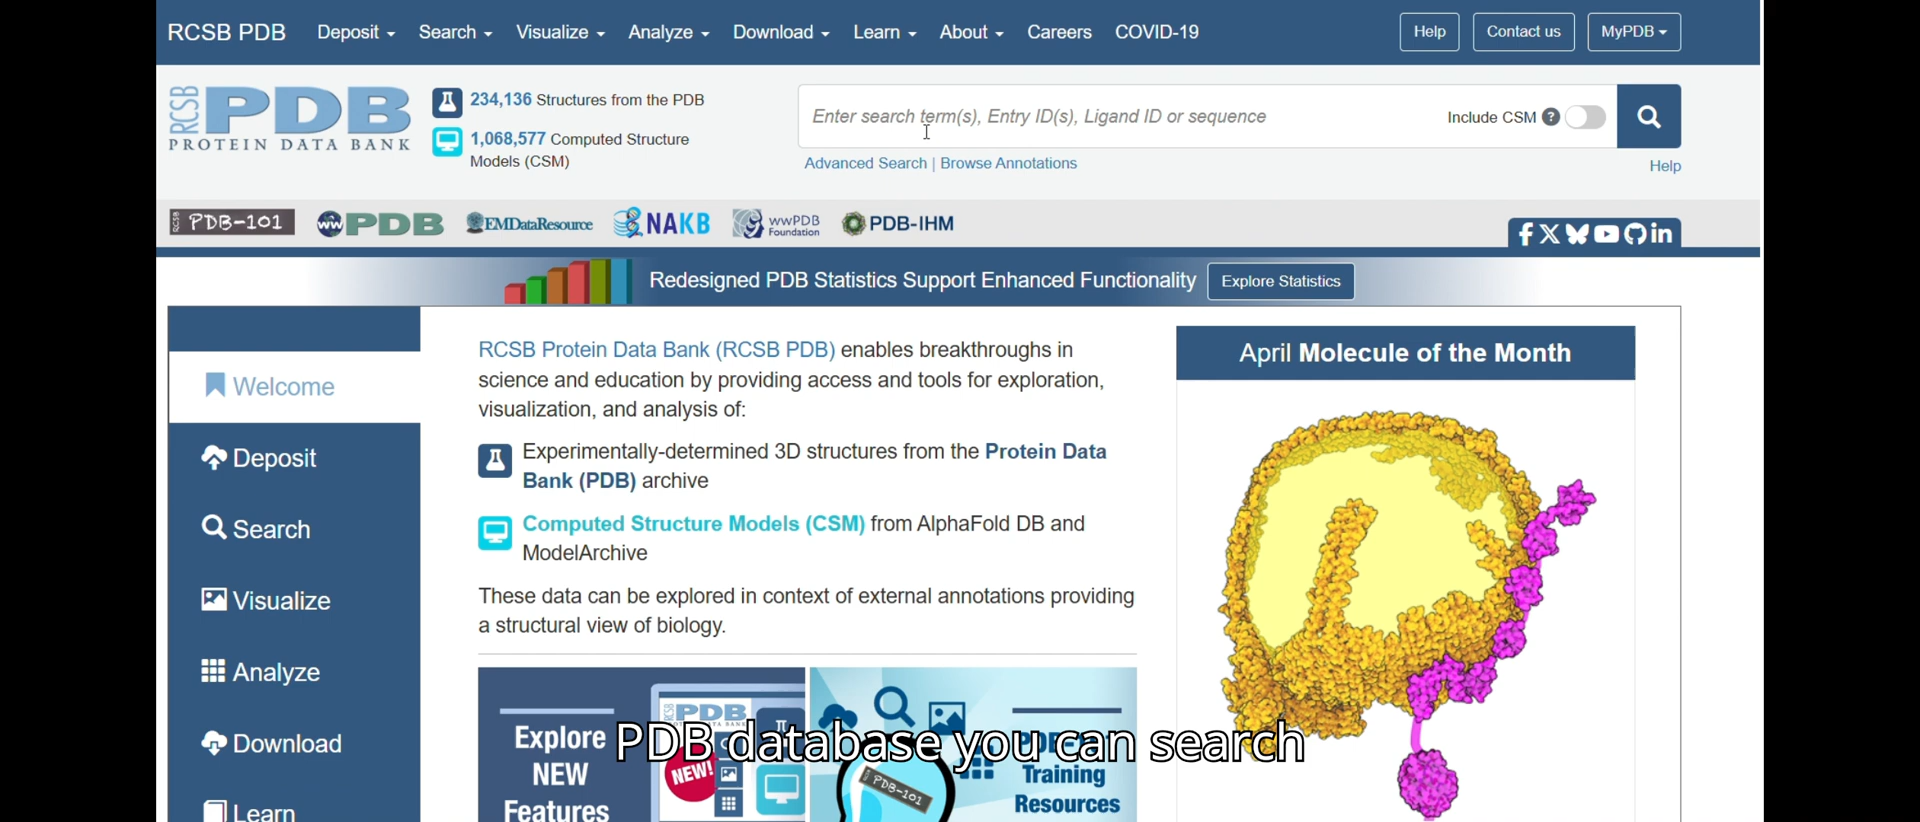 RCSB PDB Deposit Search Visualize Analyze Download Learn About Careers COVID-19 Help Contact us MyPDB
RCSB PDB
PROTEIN DATA BANK
234,136 Structures from the PDB
1,068,577 Computed Structure
Models (CSM)
Enter search term(s), Entry ID(s), Ligand ID or sequence
Include CSM ?
Advanced Search | Browse Annotations
Help
RCSB PDB-101 wwPDB EMDataResource NAKB wwPDB Foundation PDB-IHM
Redesigned PDB Statistics Support Enhanced Functionality Explore Statistics
Welcome
Deposit
Search
Visualize
Analyze
Download
Learn
RCSB Protein Data Bank (RCSB PDB) enables breakthroughs in
science and education by providing access and tools for exploration,
visualization, and analysis of:
Experimentally-determined 3D structures from the Protein Data
Bank (PDB) archive
Computed Structure Models (CSM) from AlphaFold DB and
ModelArchive
These data can be explored in context of external annotations providing
a structural view of biology.
April Molecule of the Month
Explore
NEW
Features
PDB
NEW!
PDB-101
Training
Resources
PDB database you can search